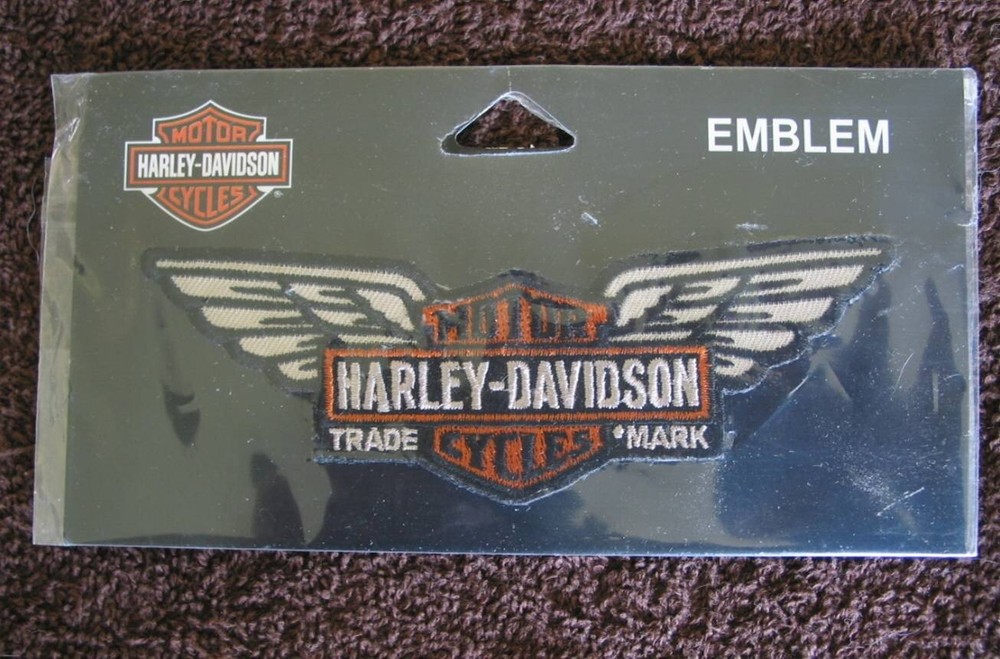 MOTOR
HARLEY-DAVIDSON
CYCLES
®
EMBLEM
MOTOR
HARLEY-DAVIDSON
TRADE CYCLES MARK